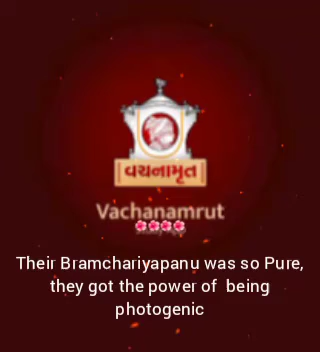 વચનામૃત
Vachanamrut
Their Bramchariyapanu was so Pure,
they got the power of being
photogenic